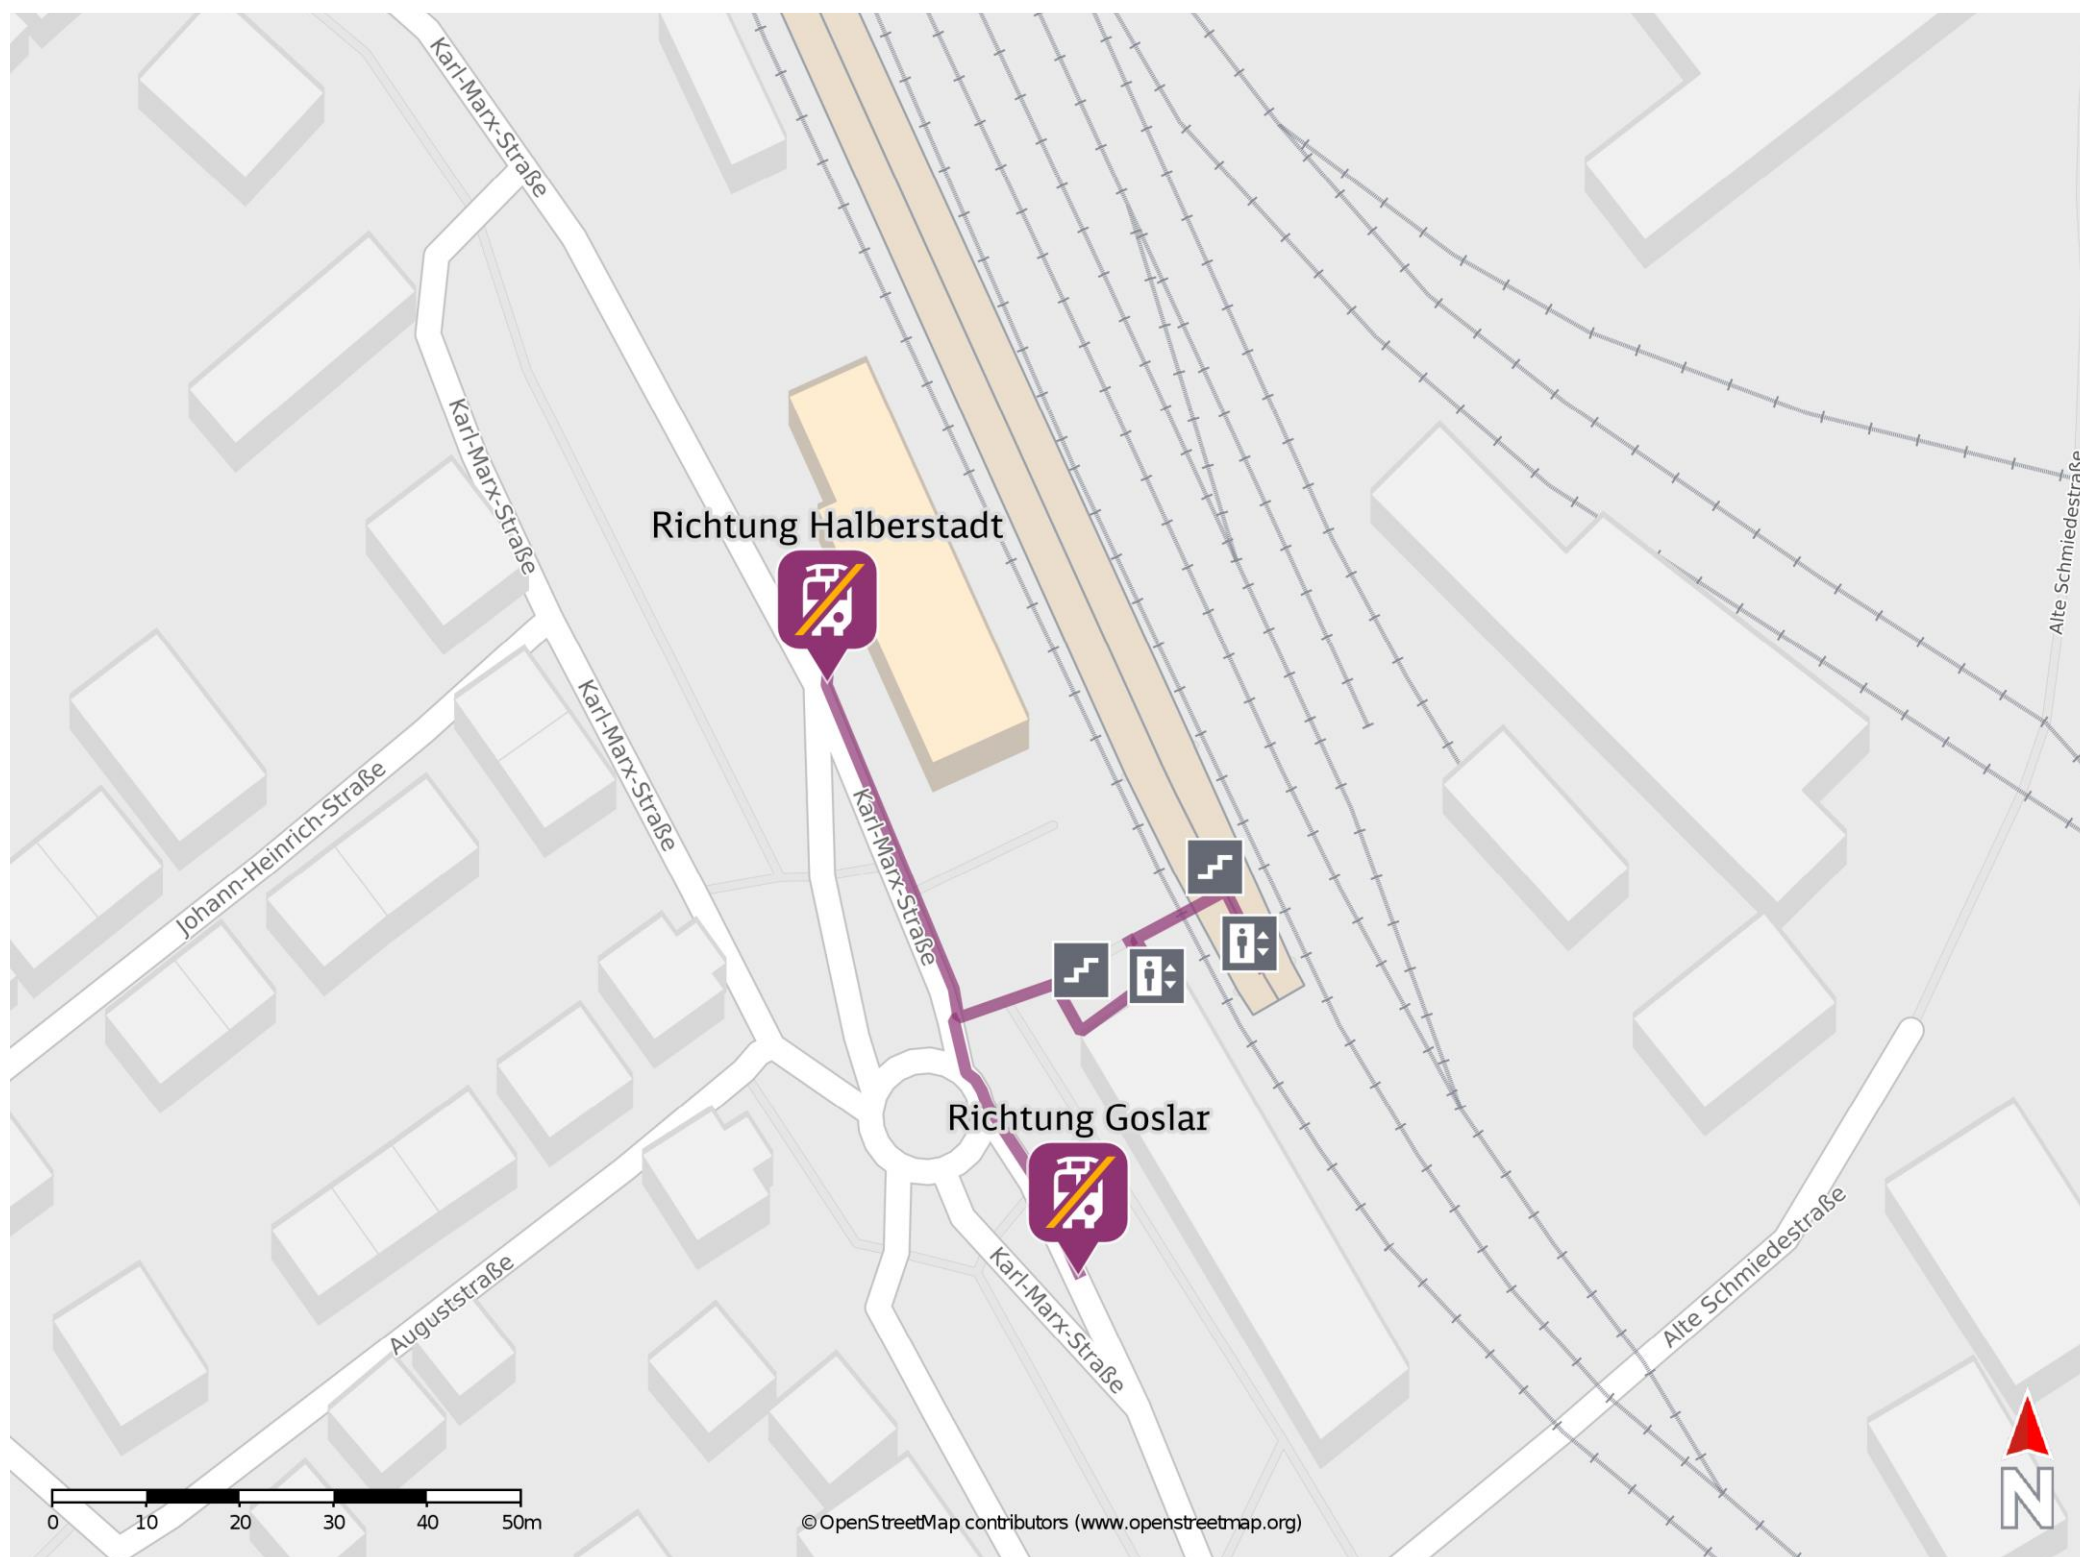 Karl-Marx-Straße
Karl-Marx-Straße
Alte Schmiedestraße
Richtung Halberstadt
Karl-Marx-Straße
Johann-Heinrich-Straße
Karl-Marx-Straße
Richtung Goslar
Auguststraße
Karl-Marx-Straße
Alte Schmiedestraße
0 10 20 30 40 50m
© OpenStreetMap contributors (www.openstreetmap.org)
N